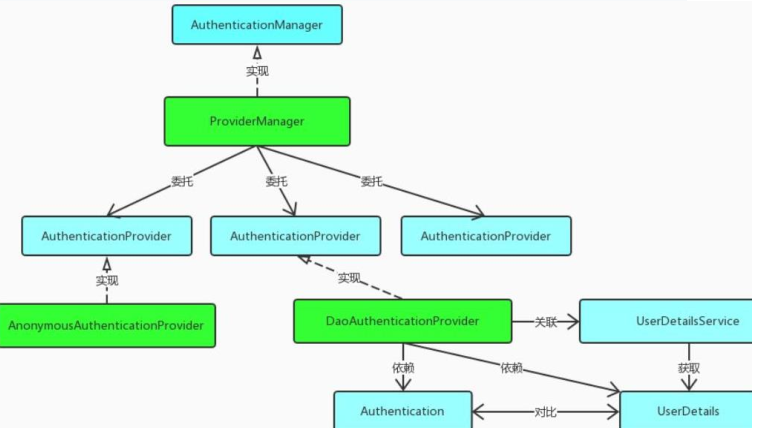 AuthenticationManager
实现
ProviderManager
委托
委托
委托
AuthenticationProvider
AuthenticationProvider
AuthenticationProvider
实现
实现
AnonymousAuthenticationProvider
DaoAuthenticationProvider
关联
UserDetailsService
依赖
依赖
获取
Authentication
对比
UserDetails